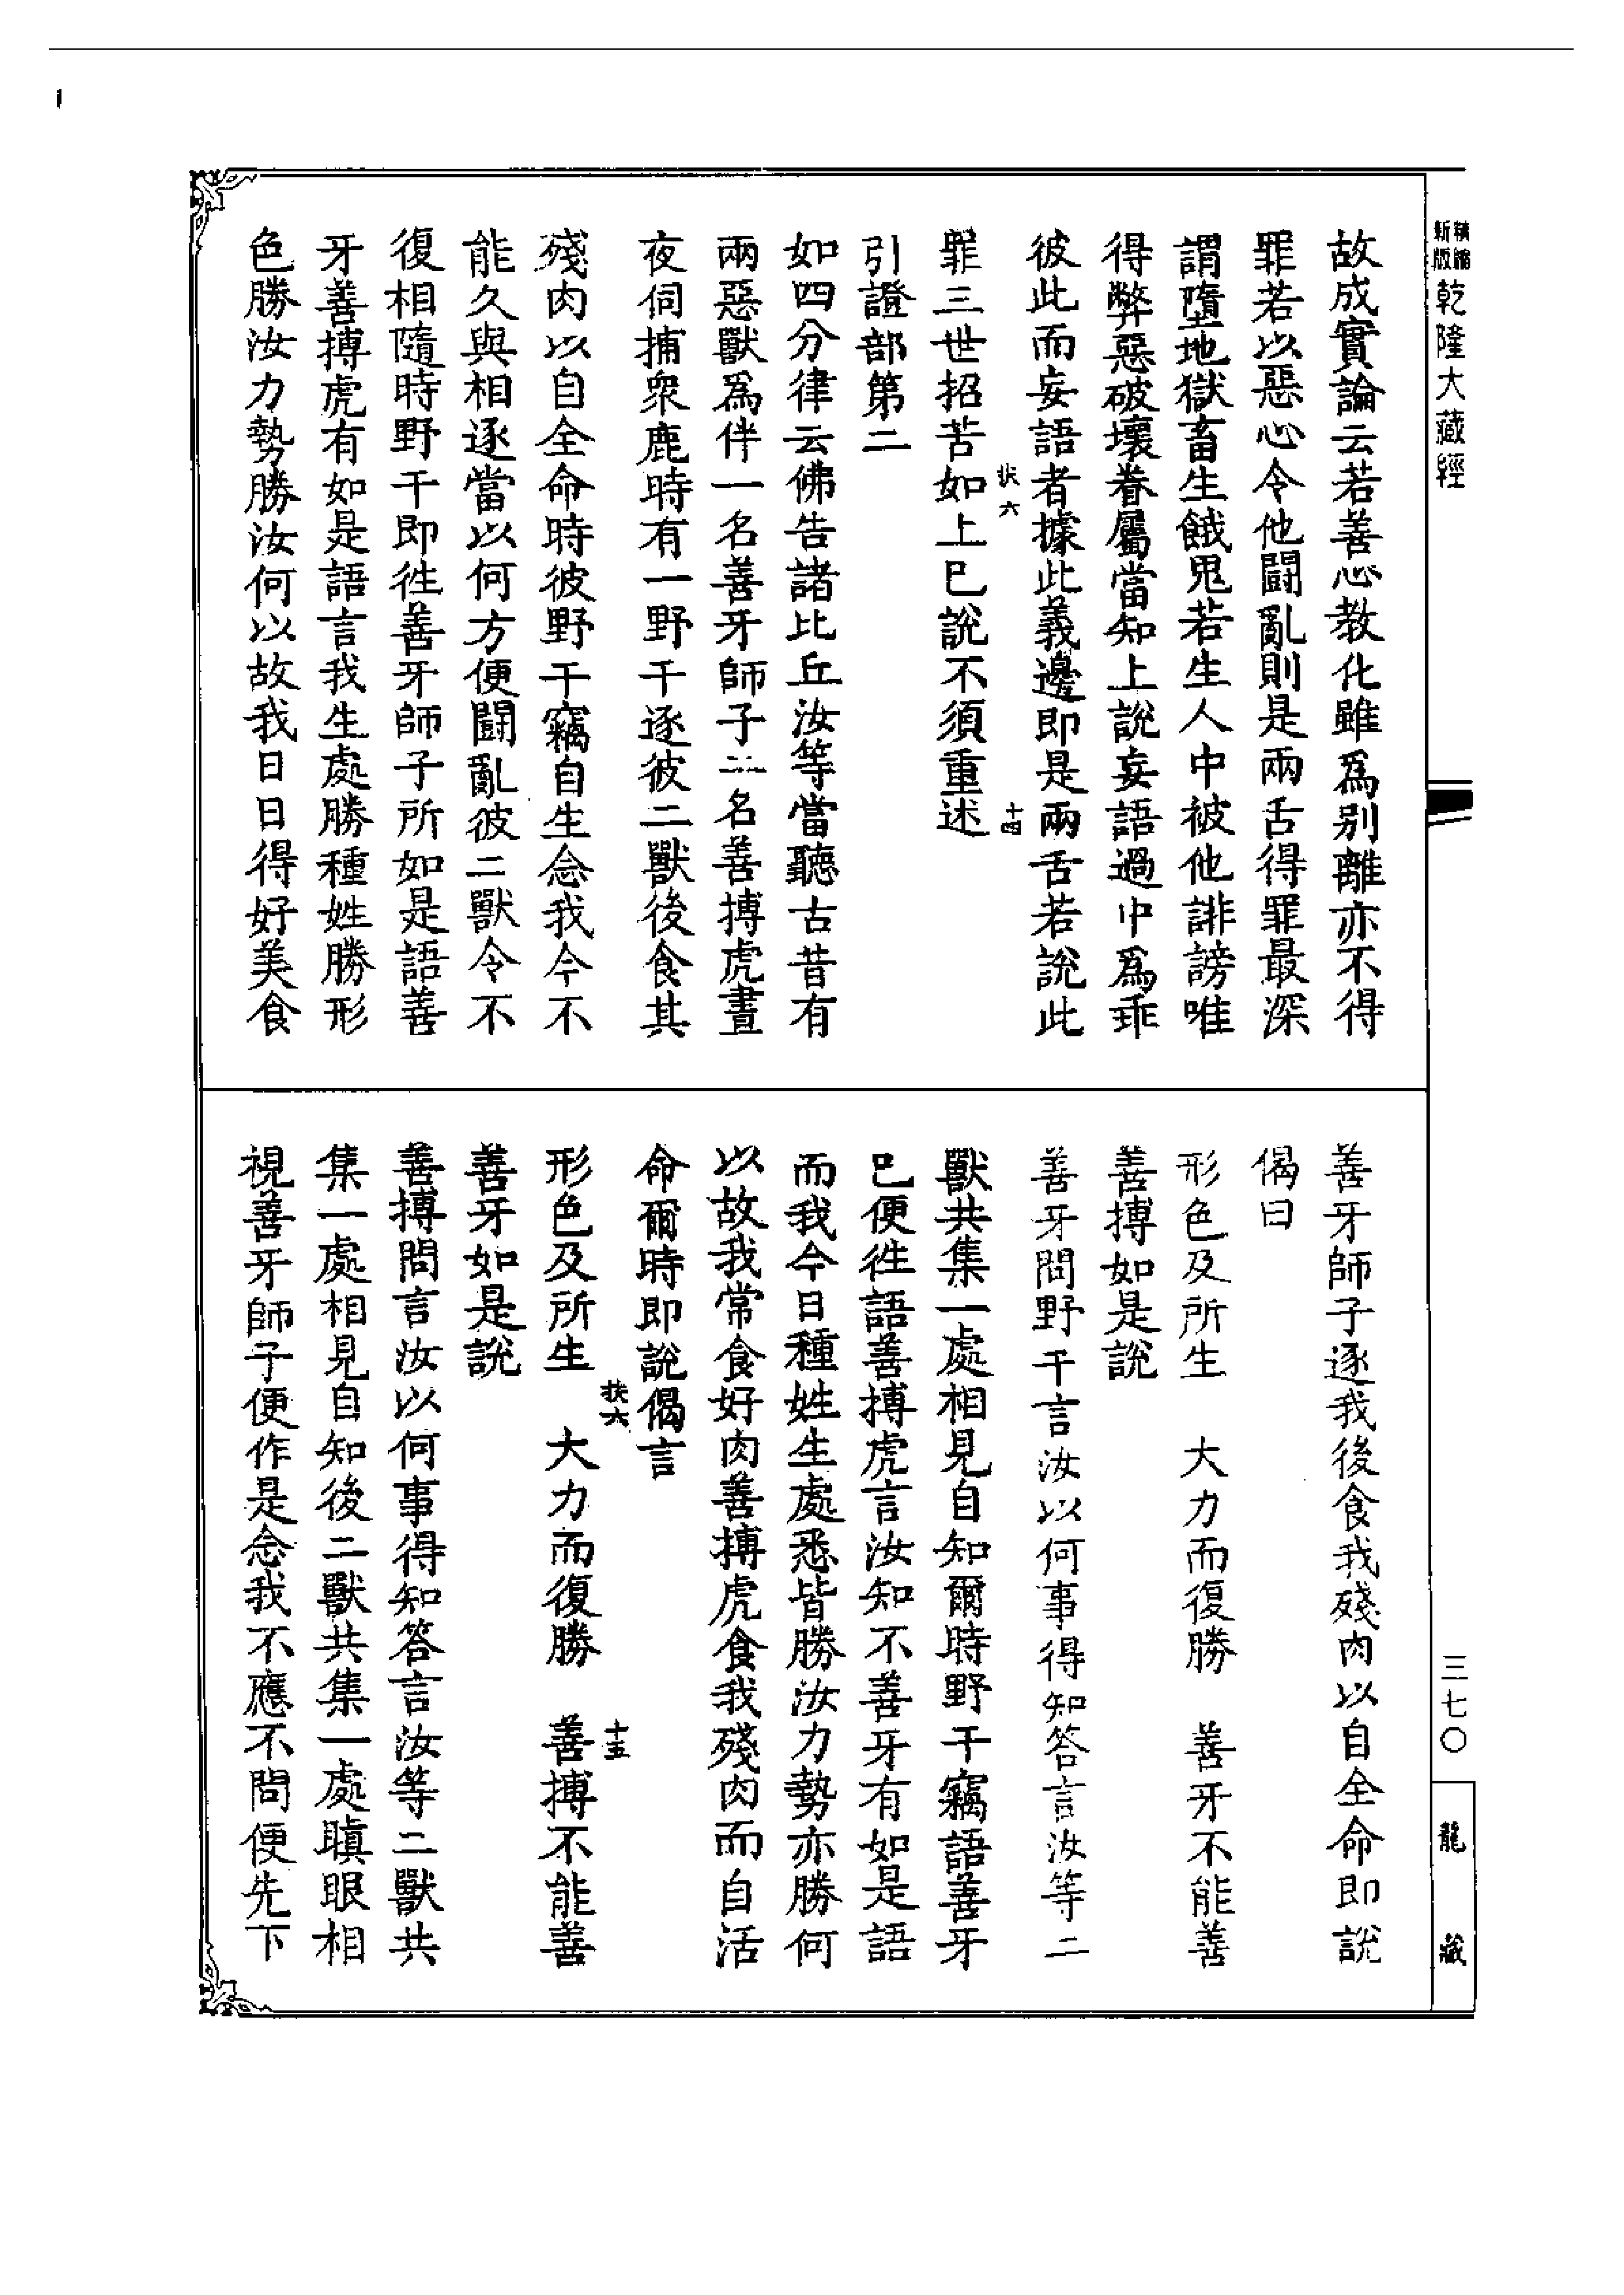 新版
乾隆大藏經
故成實論云若善心教化雖爲别離亦不得
罪若以惡心令他鬪亂則是兩舌得罪最深
謂墮地獄畜生餓鬼若生人中被他誹謗唯
得弊惡破壞眷屬當知上說妄語過中爲乖
彼此而妄語者據此義邊即是兩舌若說此
罪三世招苦如上已說不須重述
引證部第二
如四分律云佛告諸比丘汝等當聽古昔有
兩惡獸爲伴一名善牙師子二名善搏虎晝
夜伺捕衆鹿時有一野干逐彼二獸後食其
殘肉以自全命時彼野干竊自生念我今不
能久與相逐當以何方便鬪亂彼二獸令不
復相隨時野干即徃善牙師子所如是語善
牙善搏虎有如是語言我生處勝種姓勝形
色勝汝力勢勝汝何以故我日日得好美食
善牙師子逐我後食我殘肉以自全命即說
偈曰
形色及所生　大力而復勝　善牙不能善
善搏如是說
善牙問野干言汝以何事得知答言汝等二
獸共集一處相見自知爾時野干竊語善牙
已便徃語善搏虎言汝知不善牙有如是語
而我今日種姓生處悉皆勝汝力勢亦勝何
以故我常食好肉善搏虎食我殘肉而自活
命爾時即說偈言
形色及所生　大力而復勝　善搏不能善
善牙如是說
善搏問言汝以何事得知答言汝等二獸共
集一處相見自知後二獸共集一處瞋眼相
視善牙師子便作是念我不應不問便先下
十四
扶六
十五
三七〇
龍藏